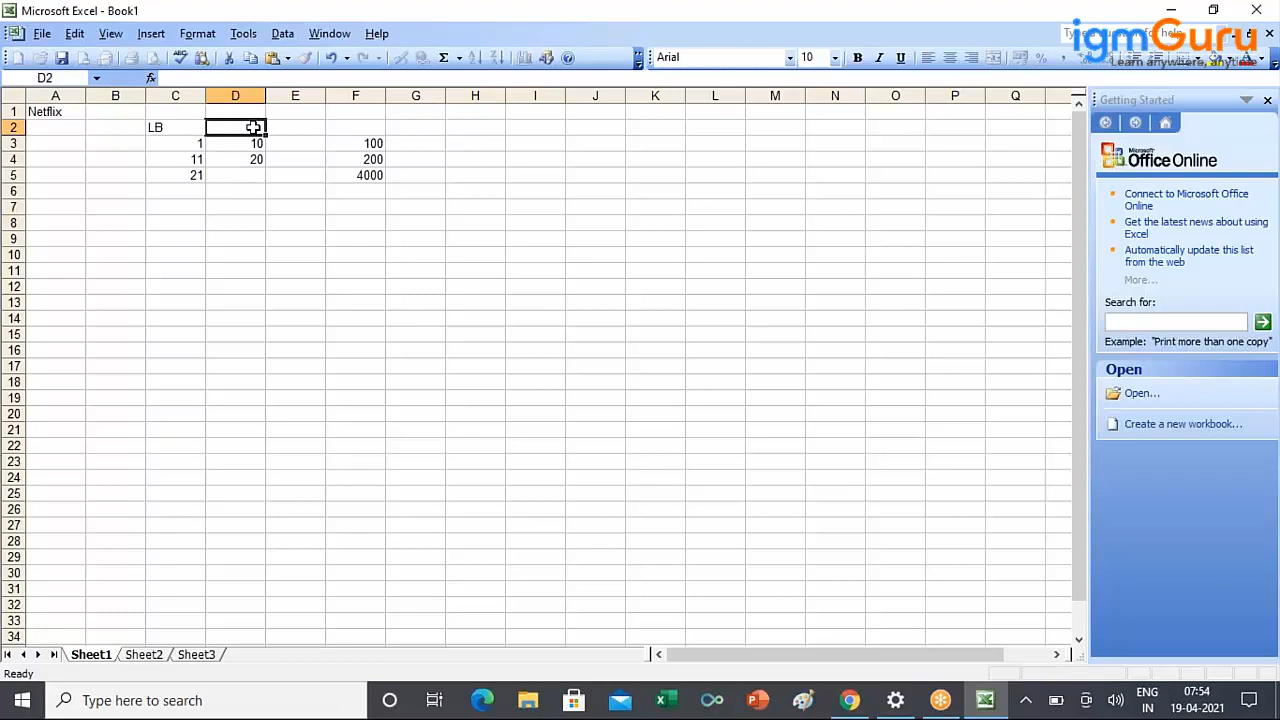 Microsoft Excel - Book1
File Edit View Insert Format Tools Data Window Help
igmGuru
Learn anywhere, anytime
Arial 10 B I U
D2 fx
A B C D E F G H I J K L M N O P Q
1 Netflix
2 LB
3 1 10 100
4 11 20 200
5 21 4000
6
7
8
9
10
11
12
13
14
15
16
17
18
19
20
21
22
23
24
25
26
27
28
29
30
31
32
33
34
Getting Started
Microsoft
Office Online
Connect to Microsoft Office
Online
Get the latest news about using
Excel
Automatically update this list
from the web
More...
Search for:
Example: "Print more than one copy"
Open
Open...
Create a new workbook...
Sheet1 Sheet2 Sheet3
Ready
Type here to search
ENG
IN
07:54
19-04-2021